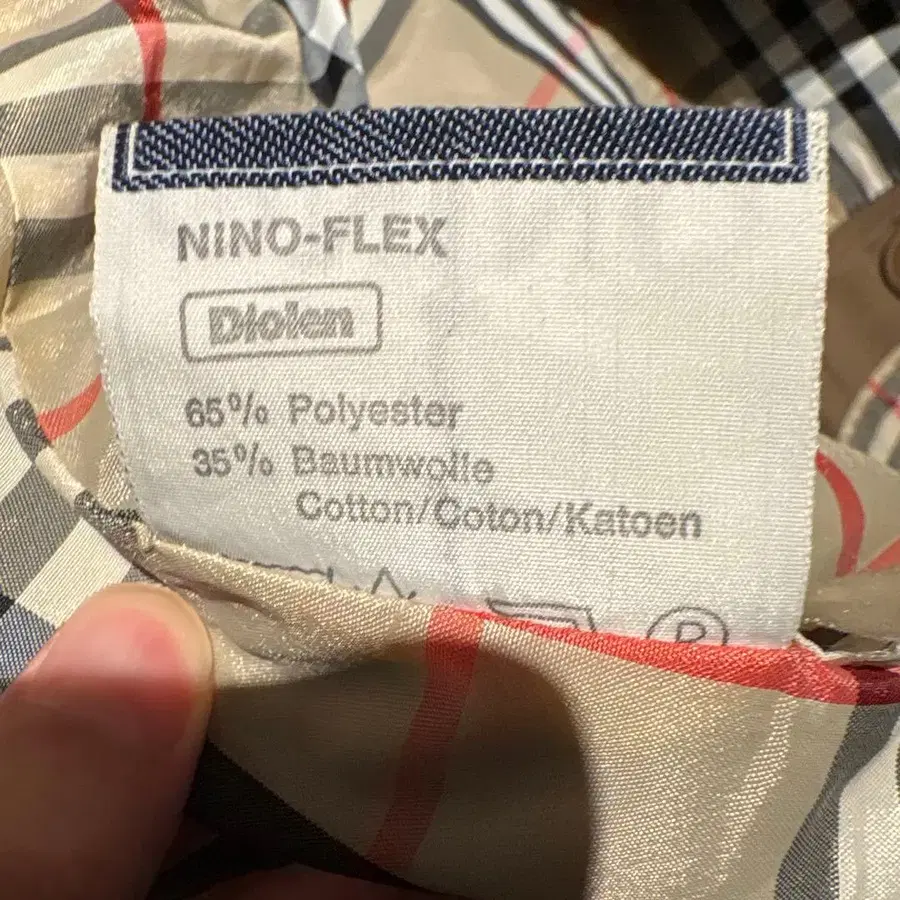 NINO-FLEX
Diolen
65% Polyester
35% Baumwolle
Cotton/Coton/Katoen
P